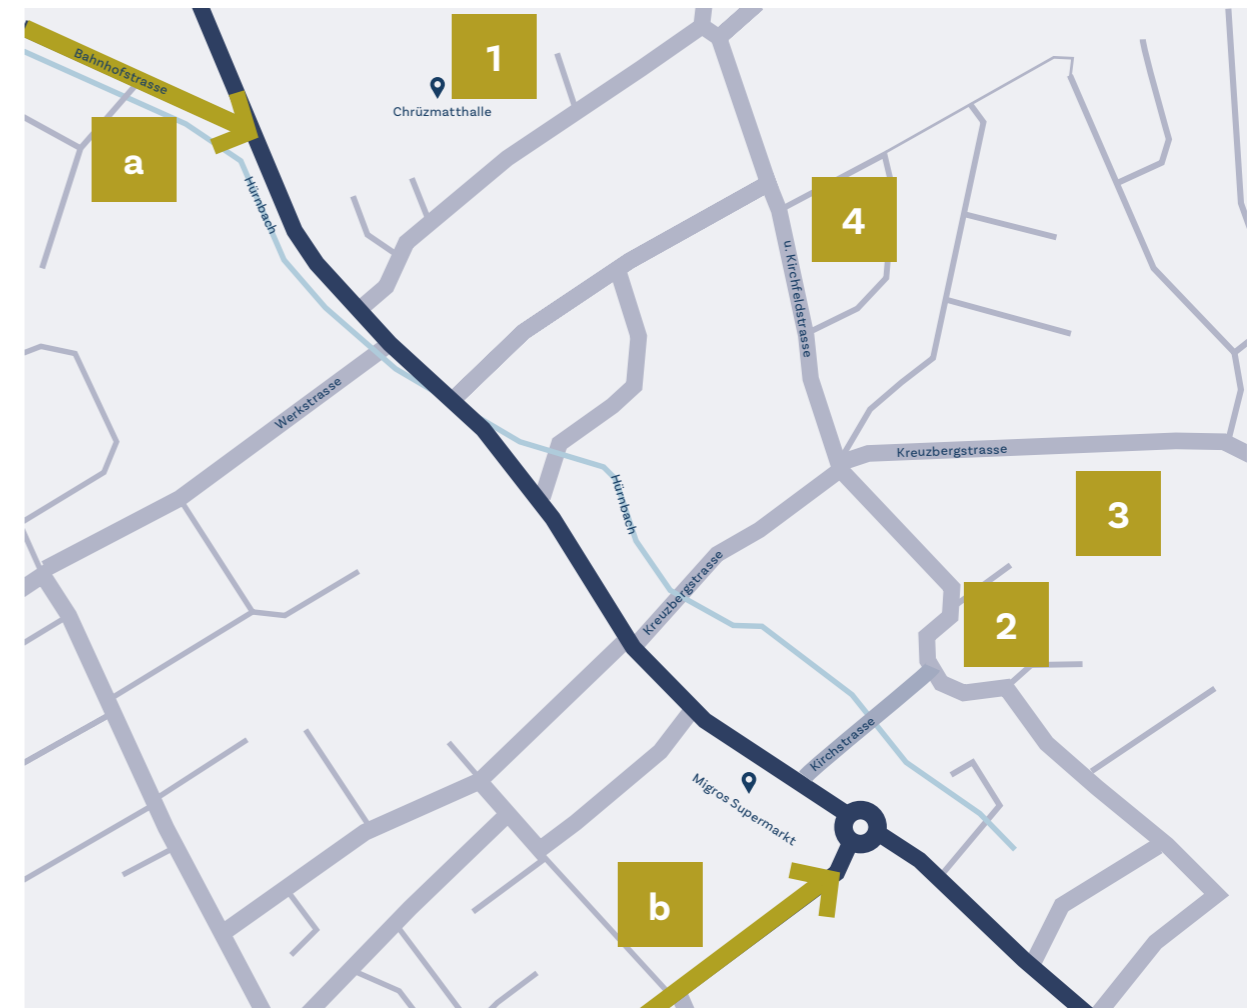 1
Bahnhofstrasse
Chrüzmatthalle
a
Hürnbach
4
u. Kirchfeldstrasse
Werkstrasse
Kreuzbergstrasse
Hürnbach
3
Kreuzbergstrasse
2
Kirchstrasse
Migros Supermarkt
b